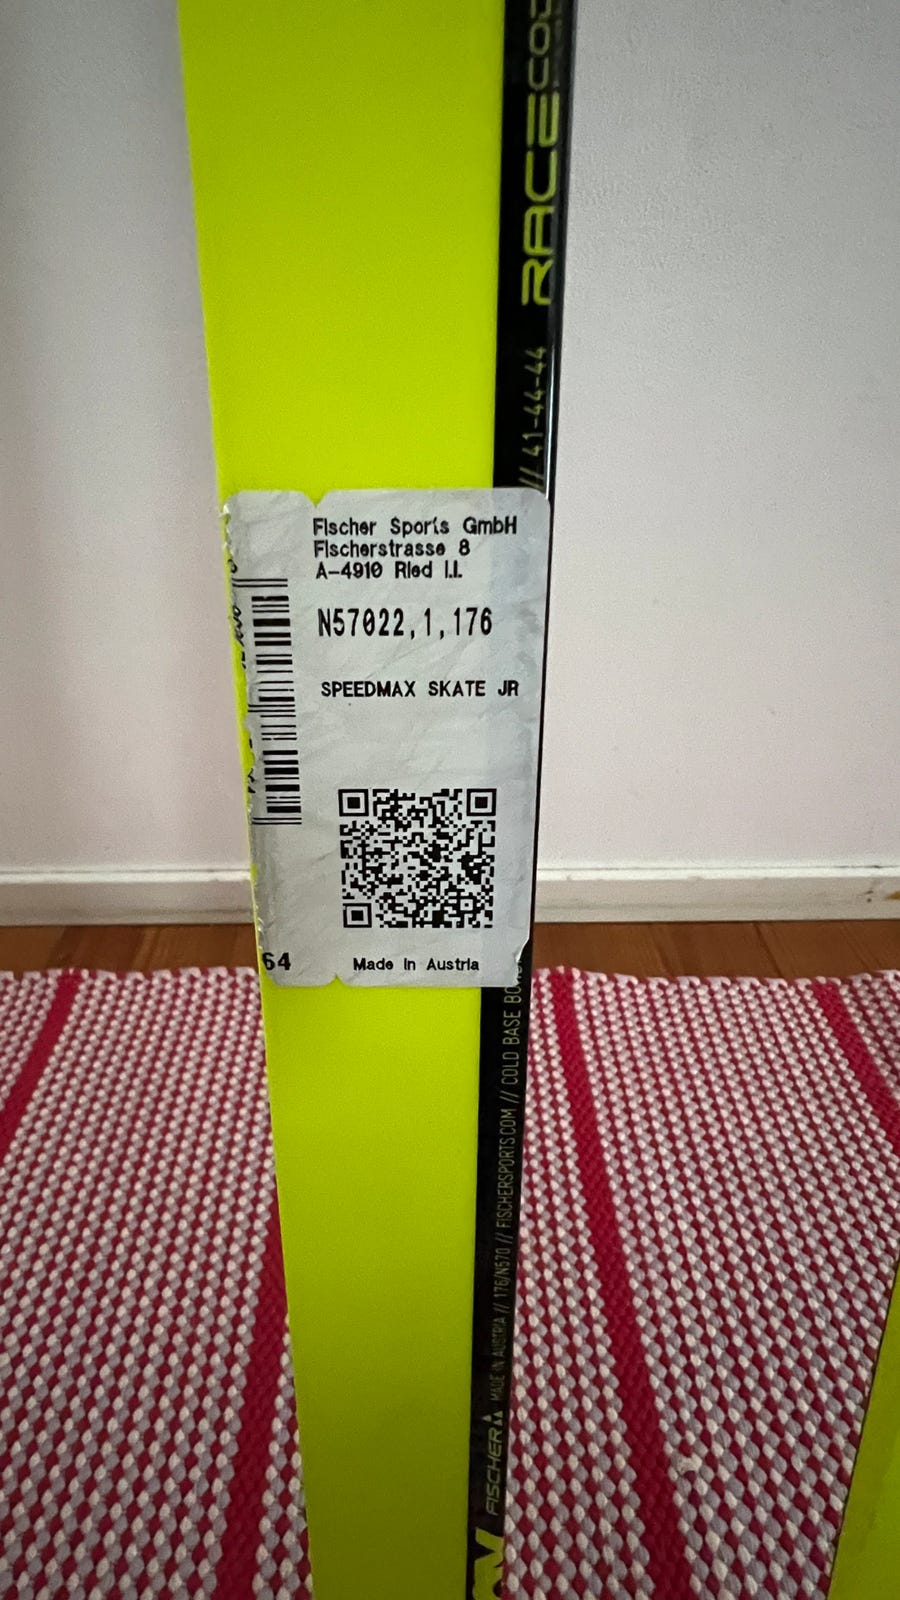 RACE
// 41-44-44
Fischer Sports GmbH
Fischerstrasse 8
A-4910 Ried I.I.
N57022,1,176
SPEEDMAX SKATE JR
64
Made in Austria
FISCHER MADE IN AUSTRIA // 176/N570 // FISCHERSPORTS.COM // COLD BASE